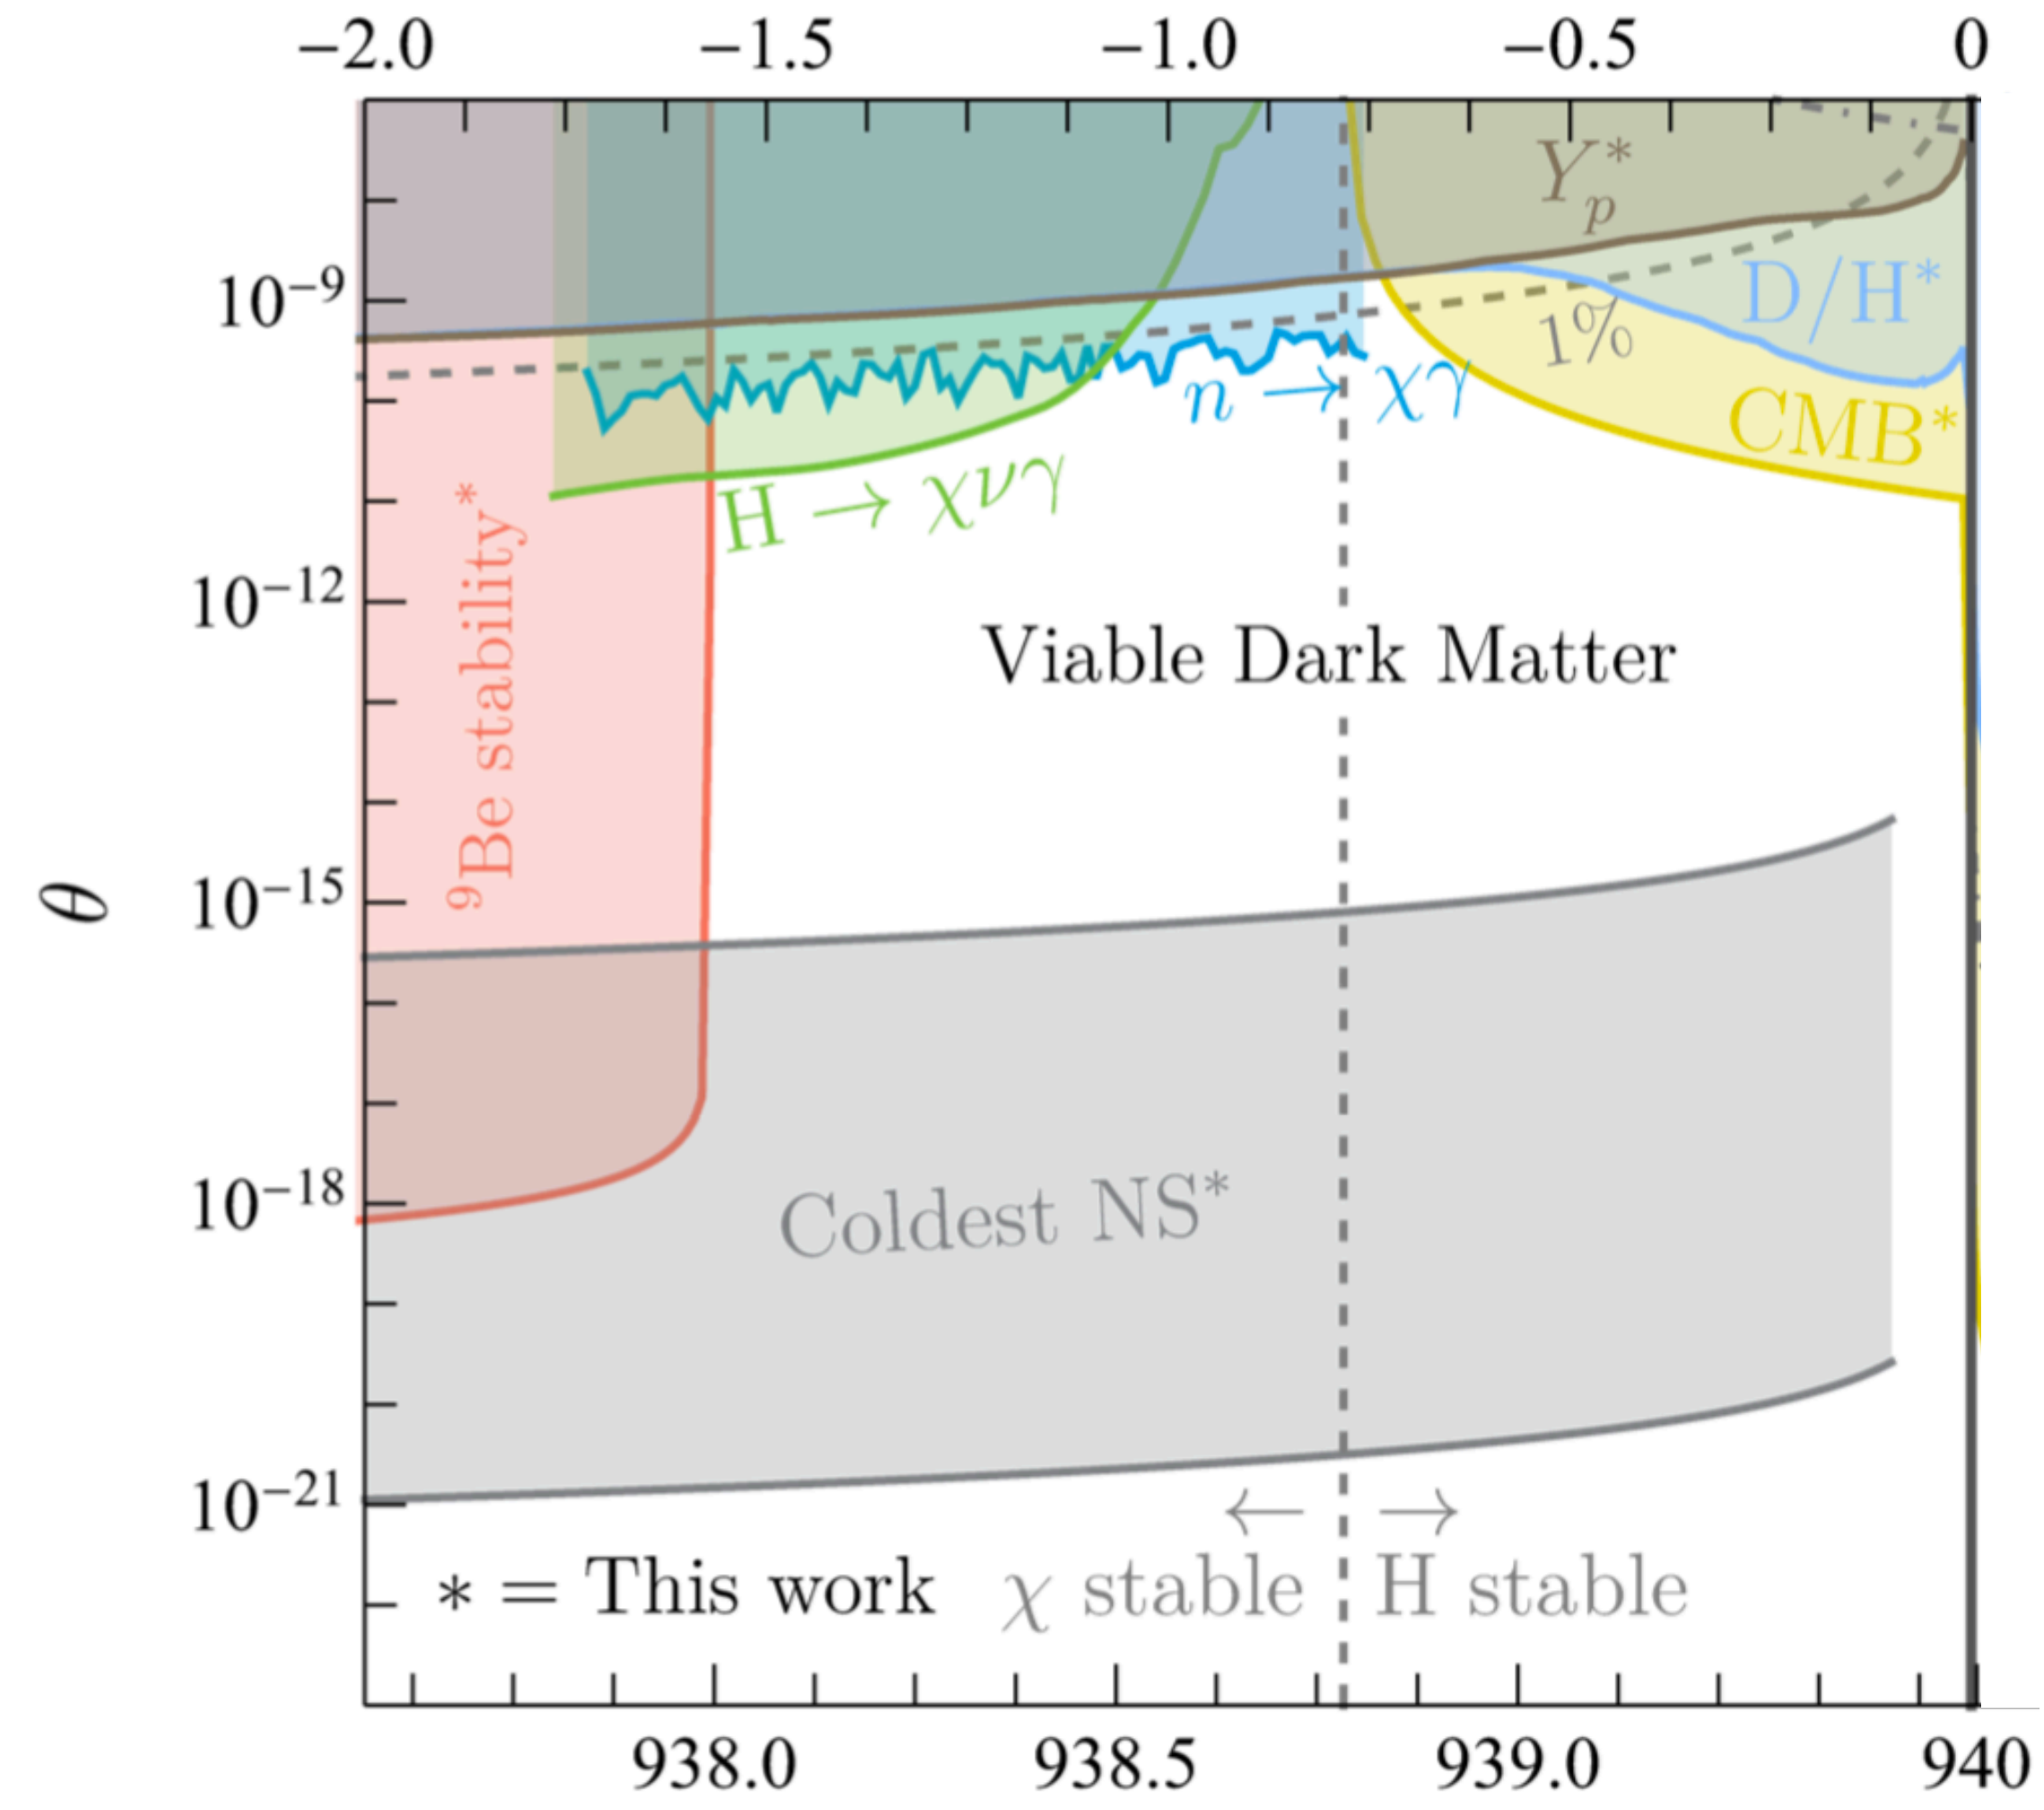 −2.0 −1.5 −1.0 −0.5 0
Y_p^*
10^{−9}
D/H^*
1%
n → χγ
CMB^*
H → χνγ
10^{−12}
^9Be stability^*
Viable Dark Matter
10^{−15}
θ
10^{−18}
Coldest NS^*
10^{−21}
← →
* = This work χ stable H stable
938.0 938.5 939.0 940